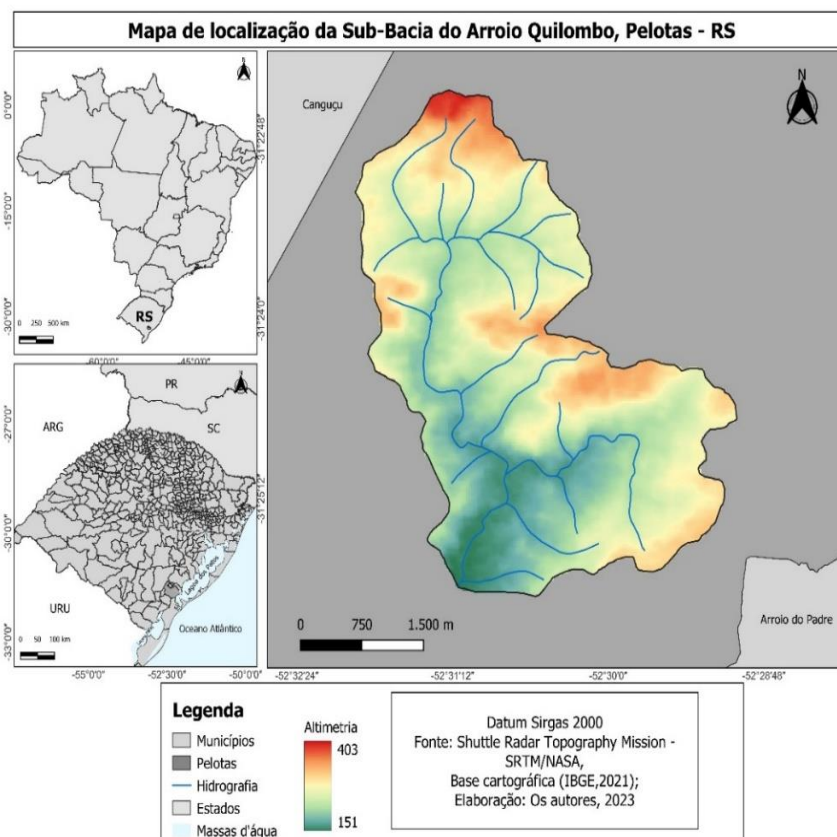 Mapa de localização da Sub-Bacia do Arroio Quilombo, Pelotas - RS
0°0'0"
-15°0'0"
-30°0'0"
RS
0 250 500 km
-60°0'0" -45°0'0"
N
Canguçu
-31°22'48"
-31°24'0"
-31°25'12"
Arroio do Padre
0 750 1.500 m
-52°32'24" -52°31'12" -52°30'0" -52°28'48"
PR
ARG
SC
URU
Lagoa dos Patos
Oceano Atlântico
0 50 100 km
-27°0'0"
-30°0'0"
-33°0'0"
-55°0'0" -52°30'0" -50°0'0"
Legenda
Municípios
Pelotas
Hidrografia
Estados
Massas d'água
Altimetria
403
151
Datum Sirgas 2000
Fonte: Shuttle Radar Topography Mission -
SRTM/NASA,
Base cartográfica (IBGE,2021);
Elaboração: Os autores, 2023